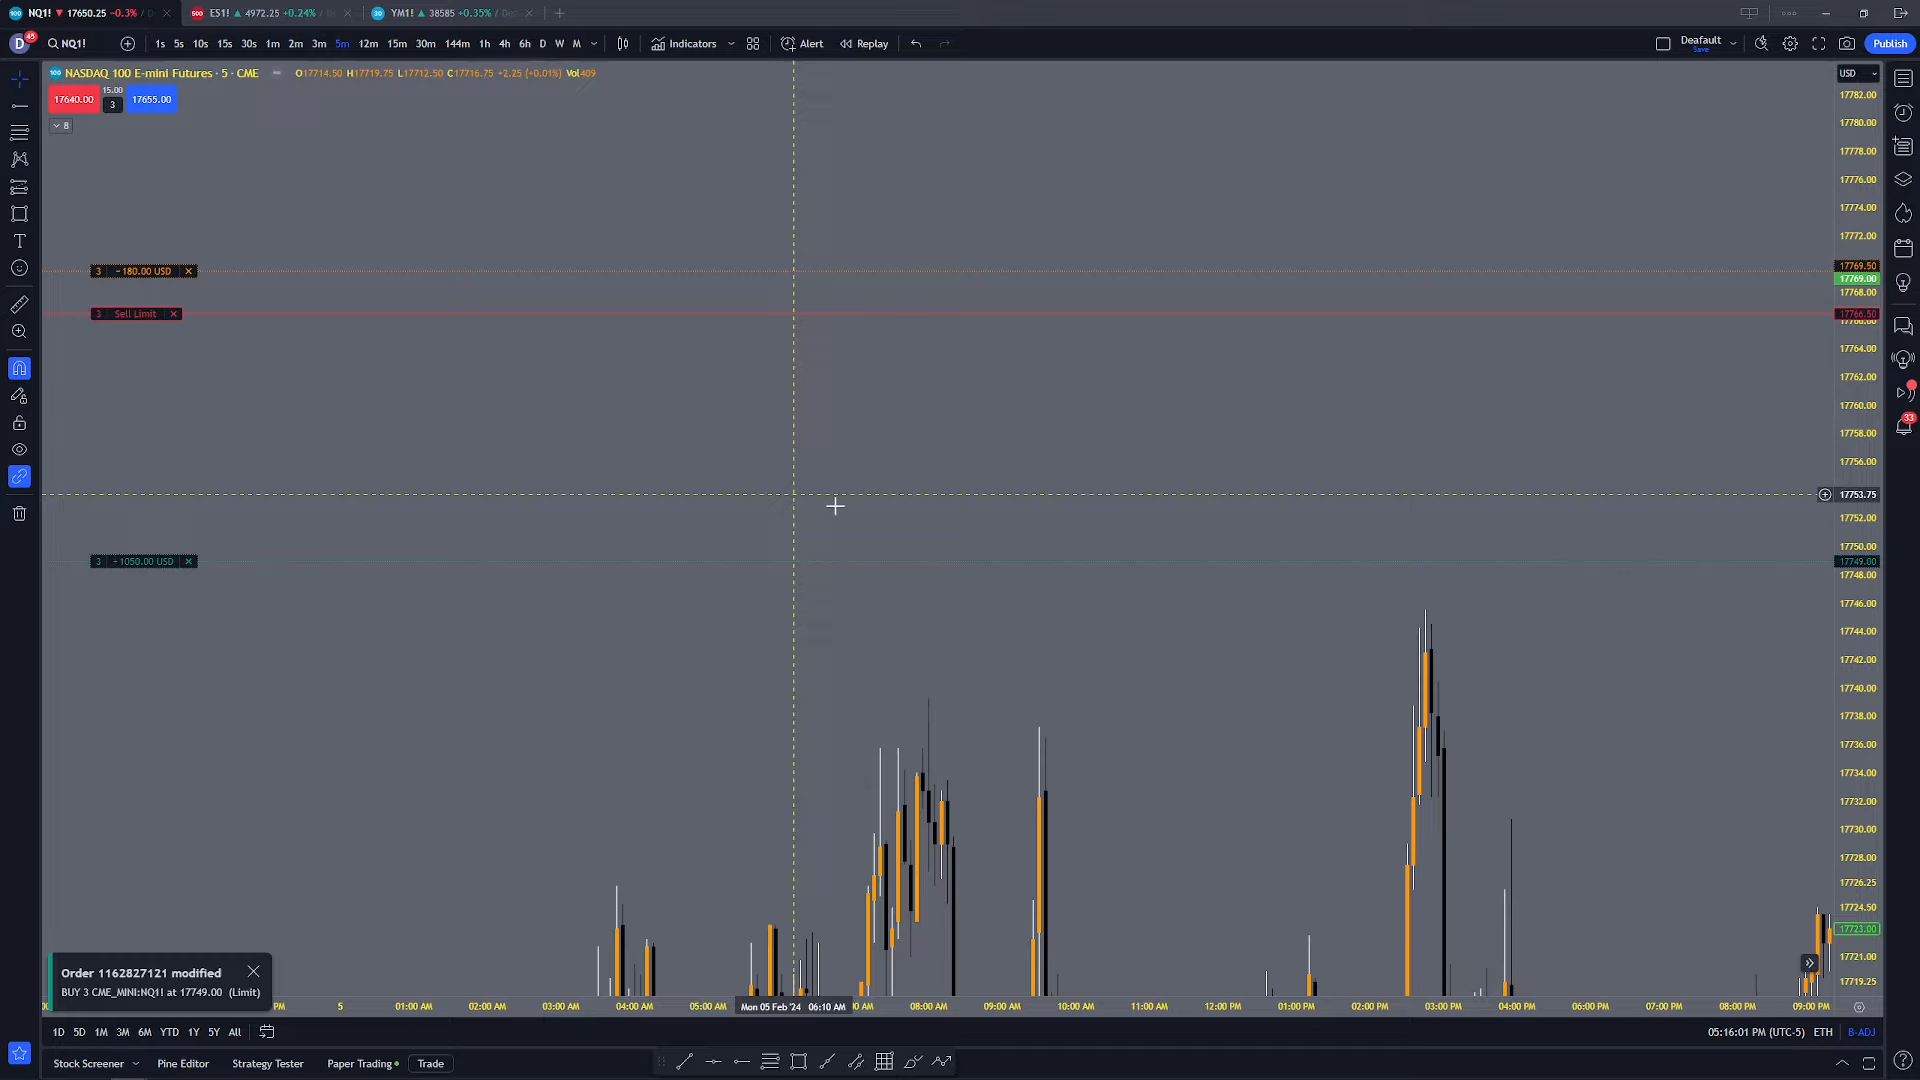 NQ1! 17650.25 −0.3% /
ES1! 4972.25 +0.24% /
YM1! 38585 +0.35% /
D 45 NQ1! 1s 5s 10s 15s 30s 1m 2m 3m 5m 12m 15m 30m 144m 1h 4h 6h D W M Indicators Alert Replay Deafault Save Publish
NASDAQ 100 E-mini Futures · 5 · CME O17714.50 H17719.75 L17712.50 C17716.75 +2.25 (+0.01%) Vol409
USD
17640.00 15.00 3 17655.00
8
17782.00
17780.00
17778.00
17776.00
17774.00
17772.00
3 −180.00 USD
17769.50
17769.00
17768.00
3 Sell Limit
17766.50
17766.00
17764.00
17762.00
17760.00
17758.00
17756.00
17753.75
17752.00
17750.00
3 +1050.00 USD
17749.00
17748.00
17746.00
17744.00
17742.00
17740.00
17738.00
17736.00
17734.00
17732.00
17730.00
17728.00
17726.25
17724.50
17723.00
17721.00
17719.25
33
Order 1162827121 modified
BUY 3 CME_MINI:NQ1! at 17749.00 (Limit)
PM 5 01:00 AM 02:00 AM 03:00 AM 04:00 AM 05:00 AM Mon 05 Feb '24 06:10 AM 08:00 AM 09:00 AM 10:00 AM 11:00 AM 12:00 PM 01:00 PM 02:00 PM 03:00 PM 04:00 PM 05:00 PM 06:00 PM 07:00 PM 08:00 PM 09:00 PM
1D 5D 1M 3M 6M YTD 1Y 5Y All 05:16:01 PM (UTC-5) ETH B-ADJ
Stock Screener Pine Editor Strategy Tester Paper Trading Trade